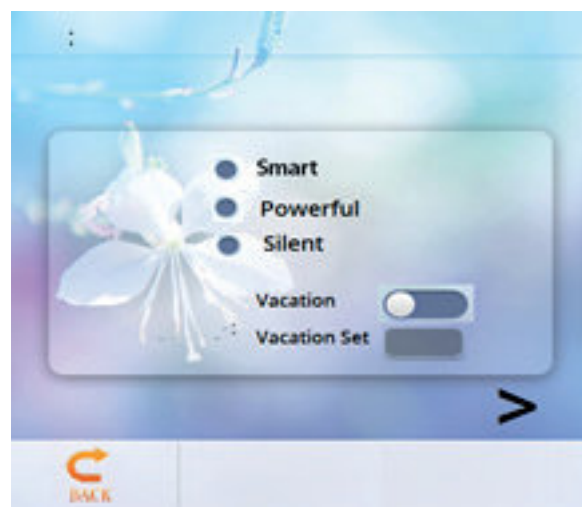 :
Smart
Powerful
Silent
Vacation
.:
Vacation Set
>
BACK